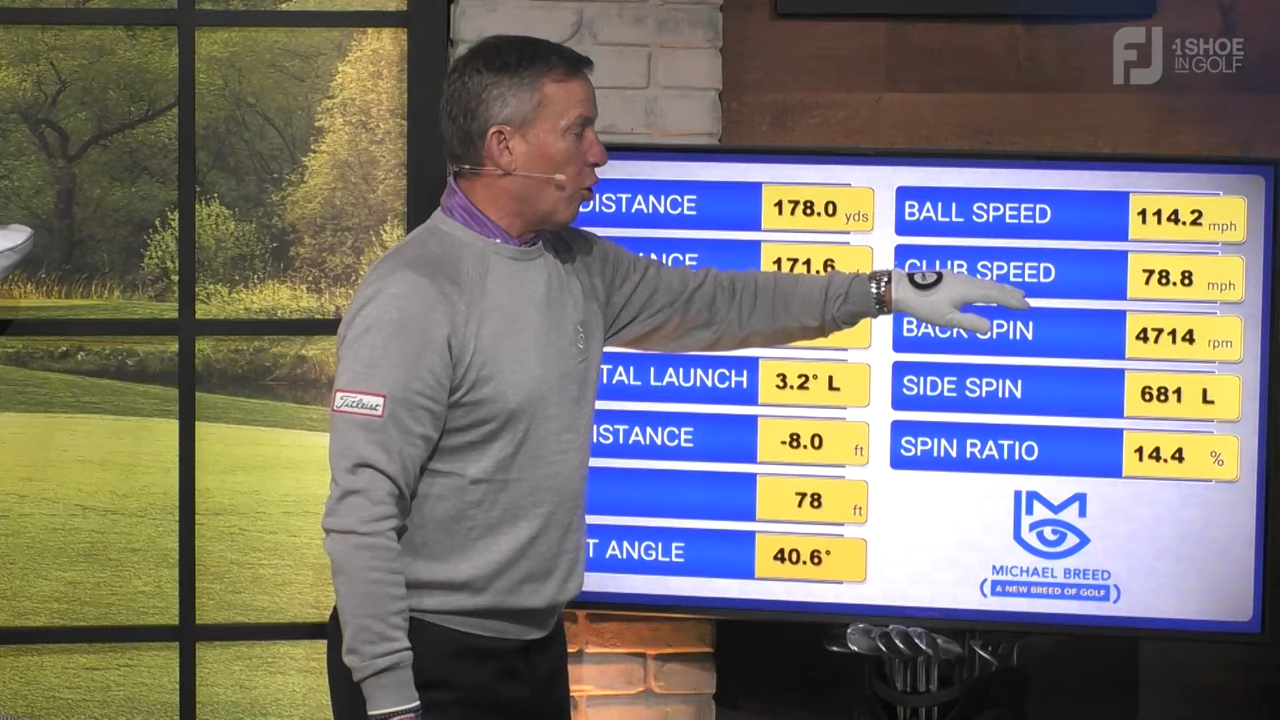 FJ #1SHOE
IN GOLF
DISTANCE 178.0 yds
171.6
TAL LAUNCH 3.2° L
ISTANCE -8.0 ft
78 ft
T ANGLE 40.6°
BALL SPEED 114.2 mph
CLUB SPEED 78.8 mph
BACK SPIN 4714 rpm
SIDE SPIN 681 L
SPIN RATIO 14.4 %
MICHAEL BREED
A NEW BREED OF GOLF
Titleist